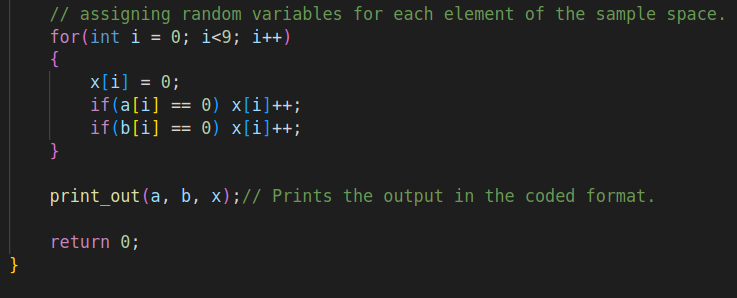 // assigning random variables for each element of the sample space.
for(int i = 0; i<9; i++)
{
x[i] = 0;
if(a[i] == 0) x[i]++;
if(b[i] == 0) x[i]++;
}
print_out(a, b, x);// Prints the output in the coded format.
return 0;
}